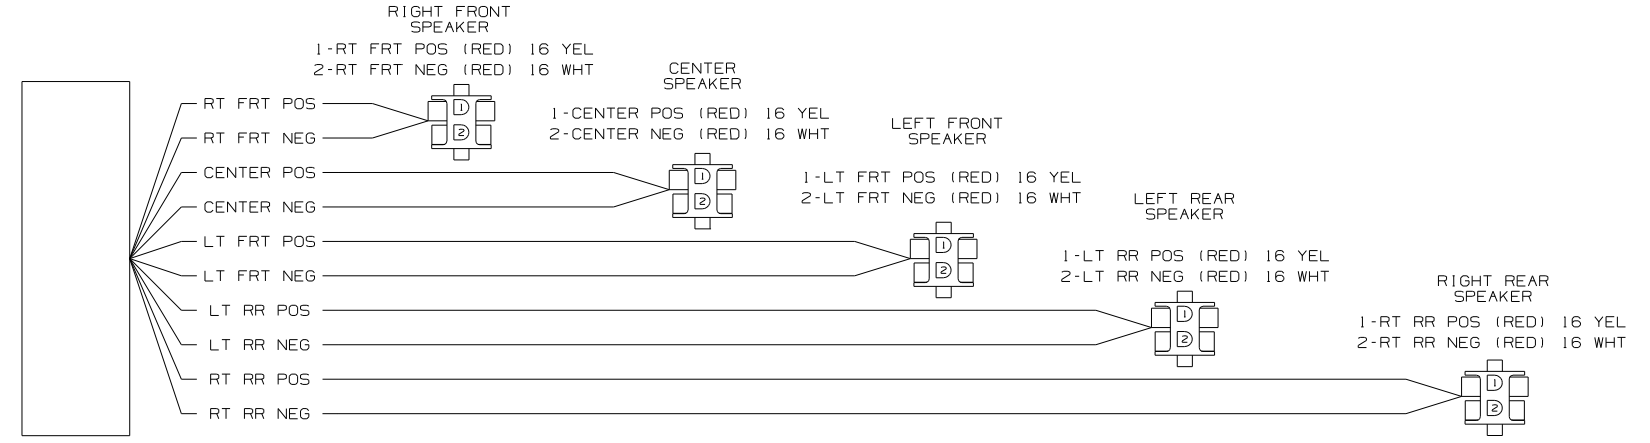 RIGHT FRONT
SPEAKER
1-RT FRT POS (RED) 16 YEL
2-RT FRT NEG (RED) 16 WHT
CENTER
SPEAKER
1-CENTER POS (RED) 16 YEL
2-CENTER NEG (RED) 16 WHT
LEFT FRONT
SPEAKER
1-LT FRT POS (RED) 16 YEL
2-LT FRT NEG (RED) 16 WHT
LEFT REAR
SPEAKER
1-LT RR POS (RED) 16 YEL
2-LT RR NEG (RED) 16 WHT
RIGHT REAR
SPEAKER
1-RT RR POS (RED) 16 YEL
2-RT RR NEG (RED) 16 WHT
RT FRT POS
RT FRT NEG
CENTER POS
CENTER NEG
LT FRT POS
LT FRT NEG
LT RR POS
LT RR NEG
RT RR POS
RT RR NEG
1
2
1
2
1
2
1
2
1
2